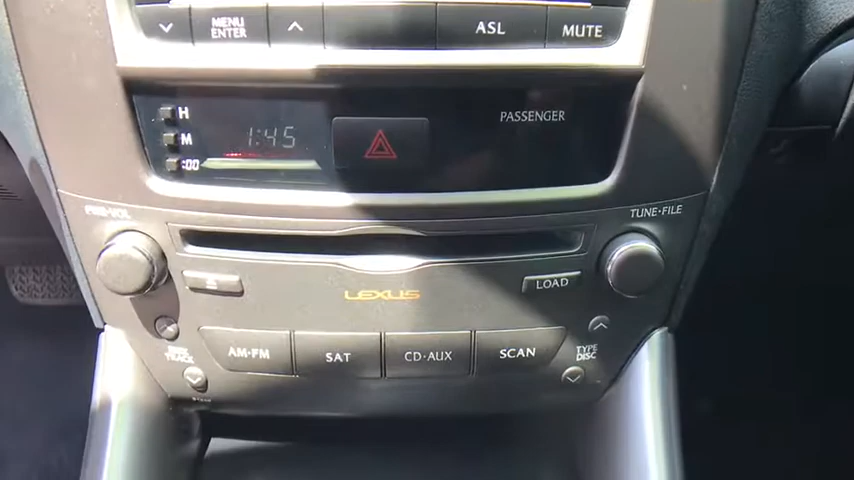 MENU
ENTER
ASL
MUTE
H
M
:00
1:45
PASSENGER
PWR·VOL
TUNE·FILE
LOAD
LEXUS
AM·FM
SAT
CD·AUX
SCAN
TRACK
TYPE
DISC